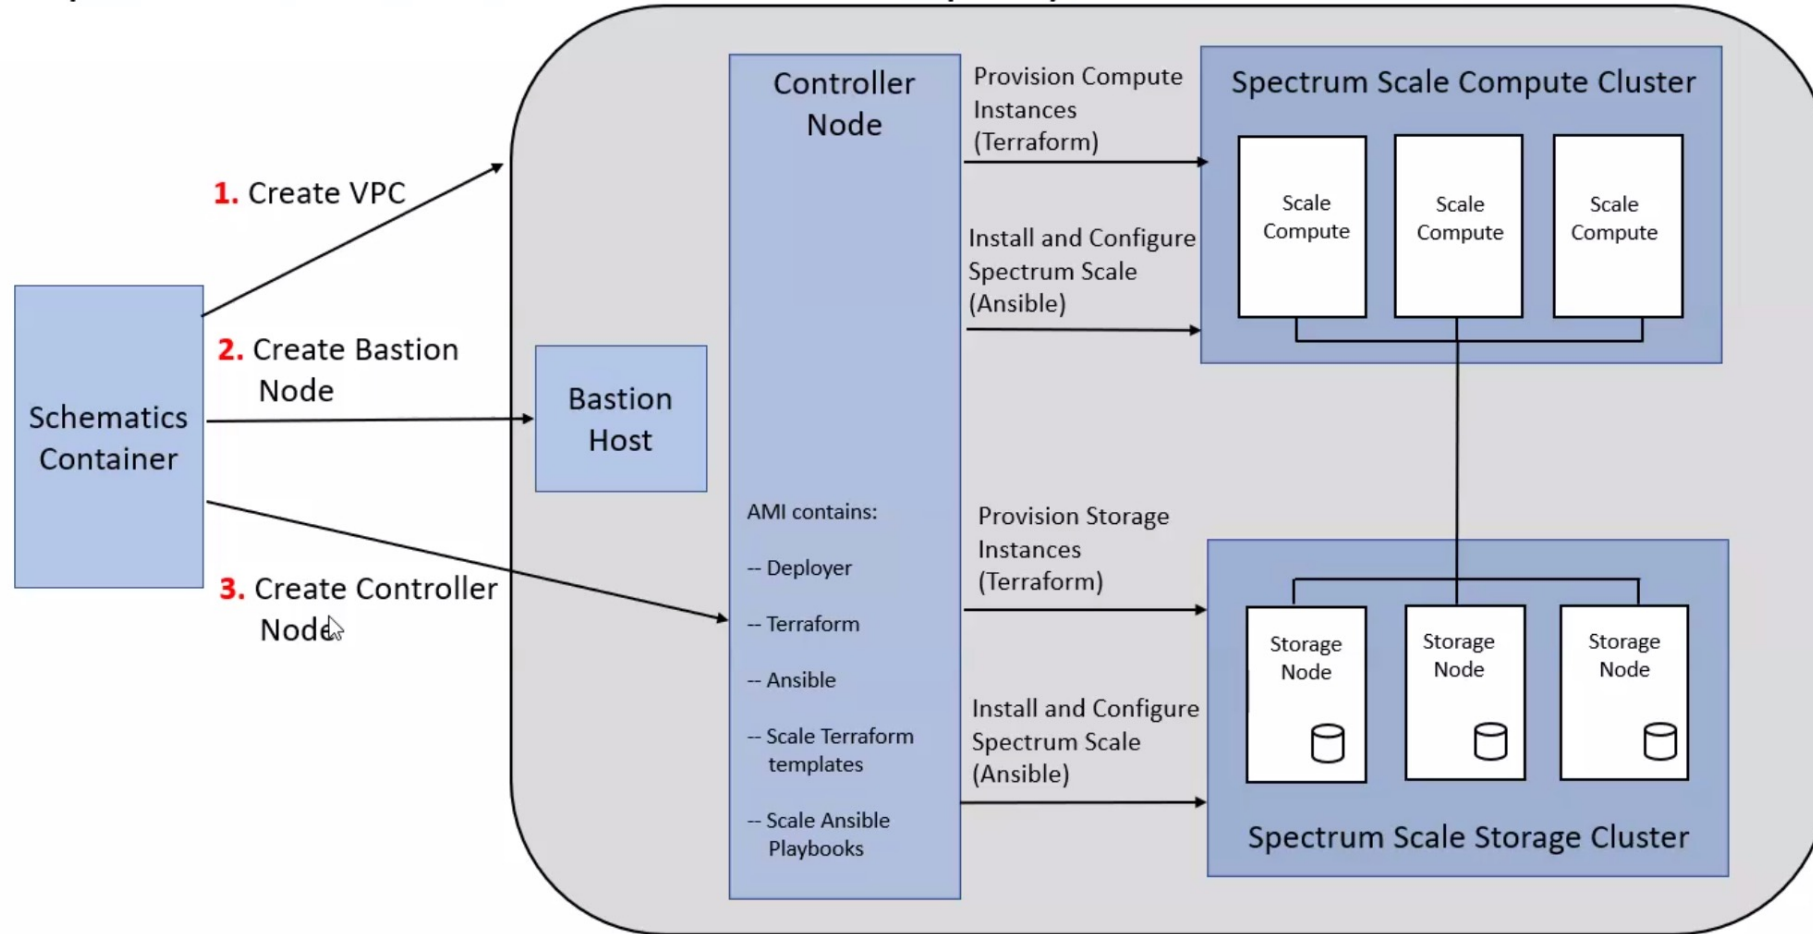 1. Create VPC
2. Create Bastion
Node
Schematics
Container
3. Create Controller
Node
Bastion
Host
Controller
Node
AMI contains:
-- Deployer
-- Terraform
-- Ansible
-- Scale Terraform
templates
-- Scale Ansible
Playbooks
Provision Compute
Instances
(Terraform)
Install and Configure
Spectrum Scale
(Ansible)
Provision Storage
Instances
(Terraform)
Install and Configure
Spectrum Scale
(Ansible)
Spectrum Scale Compute Cluster
Scale
Compute
Scale
Compute
Scale
Compute
Storage
Node
Storage
Node
Storage
Node
Spectrum Scale Storage Cluster